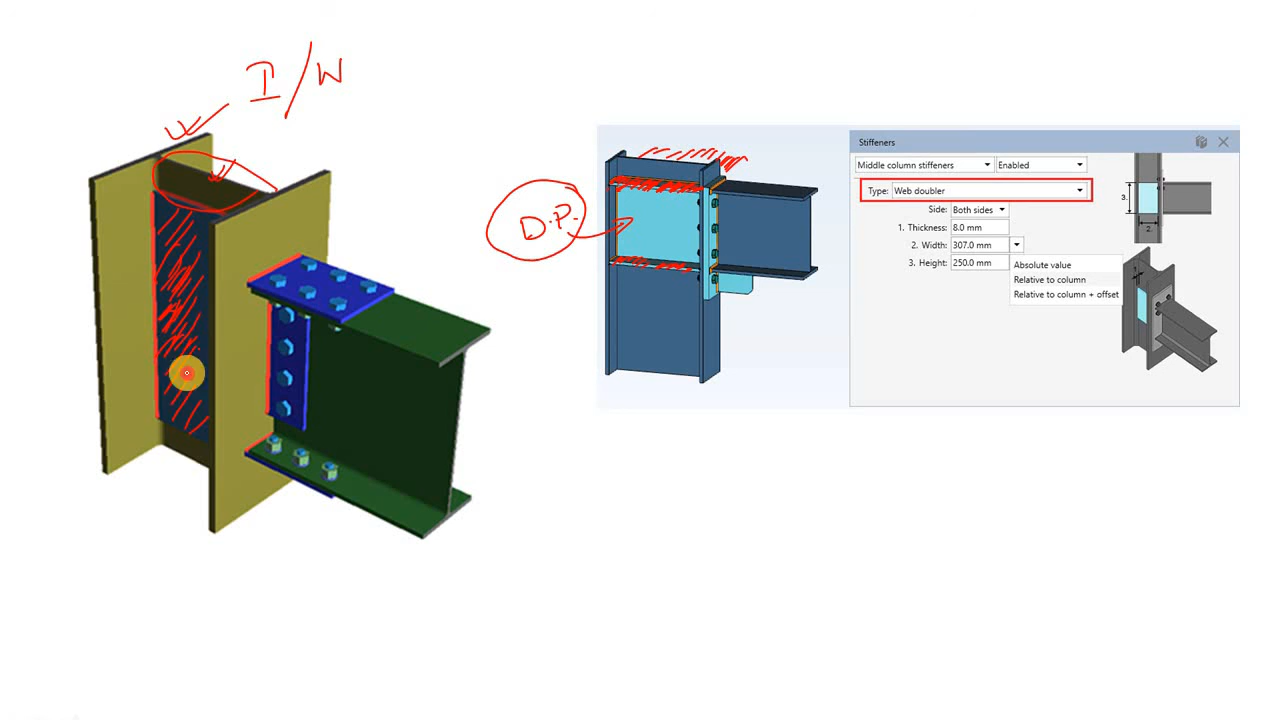 I/W
D.P.
Stiffeners
Middle column stiffeners Enabled
Type: Web doubler
Side: Both sides
1. Thickness: 8.0 mm
2. Width: 307.0 mm
3. Height: 250.0 mm
Absolute value
Relative to column
Relative to column + offset
3.
2.